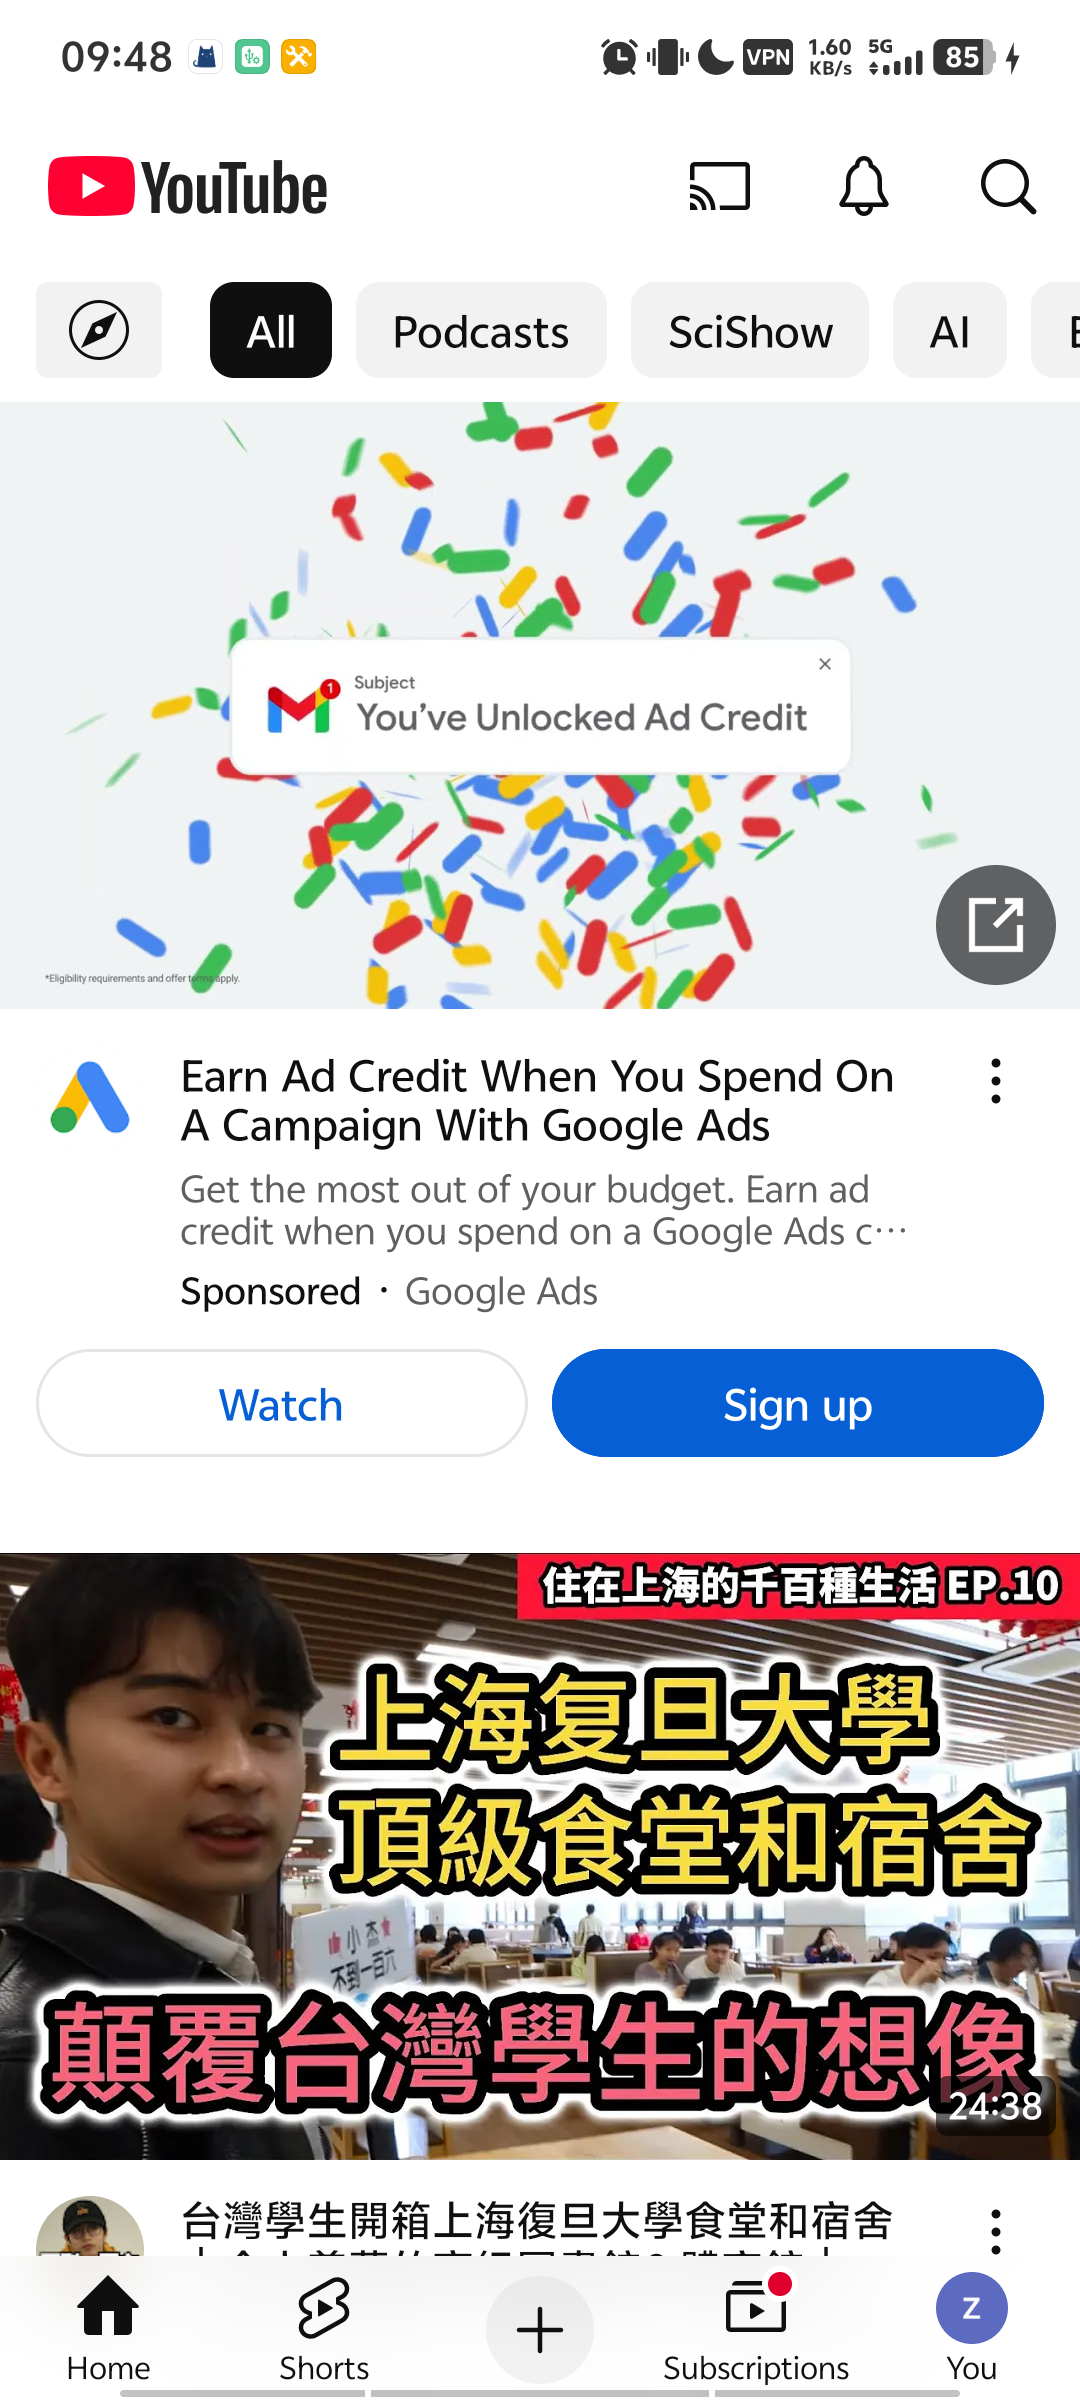 09:48
VPN
1.60
KB/s
5G
85
YouTube
All
Podcasts
SciShow
AI
1
Subject
You’ve Unlocked Ad Credit
*Eligibility requirements and offer terms apply.
Earn Ad Credit When You Spend On
A Campaign With Google Ads
Get the most out of your budget. Earn ad
credit when you spend on a Google Ads c…
Sponsored · Google Ads
Watch
Sign up
住在上海的千百種生活 EP.10
上海复旦大學
頂級食堂和宿舍
小杰
不到一百六
顛覆台灣學生的想像
24:38
台灣學生開箱上海復旦大學食堂和宿舍
Home
Shorts
Subscriptions
Z
You